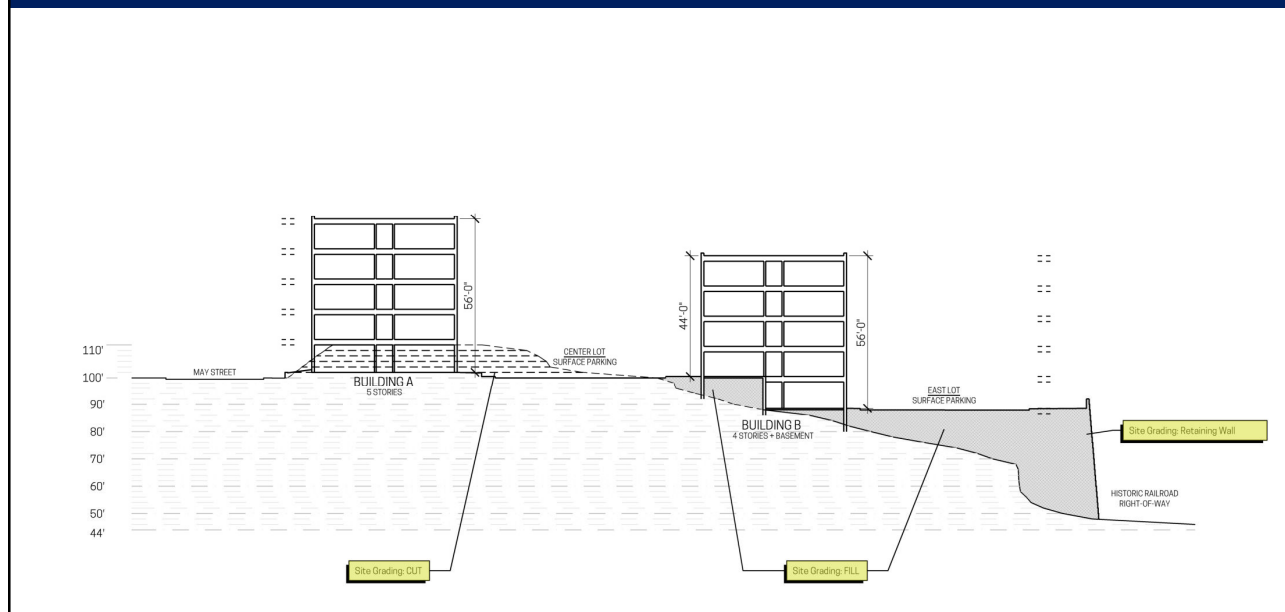 56'-0"
44'-0"
56'-0"
110'
100'
90'
80'
70'
60'
50'
44'
MAY STREET
BUILDING A
5 STORIES
CENTER LOT
SURFACE PARKING
BUILDING B
4 STORIES + BASEMENT
EAST LOT
SURFACE PARKING
Site Grading: Retaining Wall
HISTORIC RAILROAD
RIGHT-OF-WAY
Site Grading: CUT
Site Grading: FILL